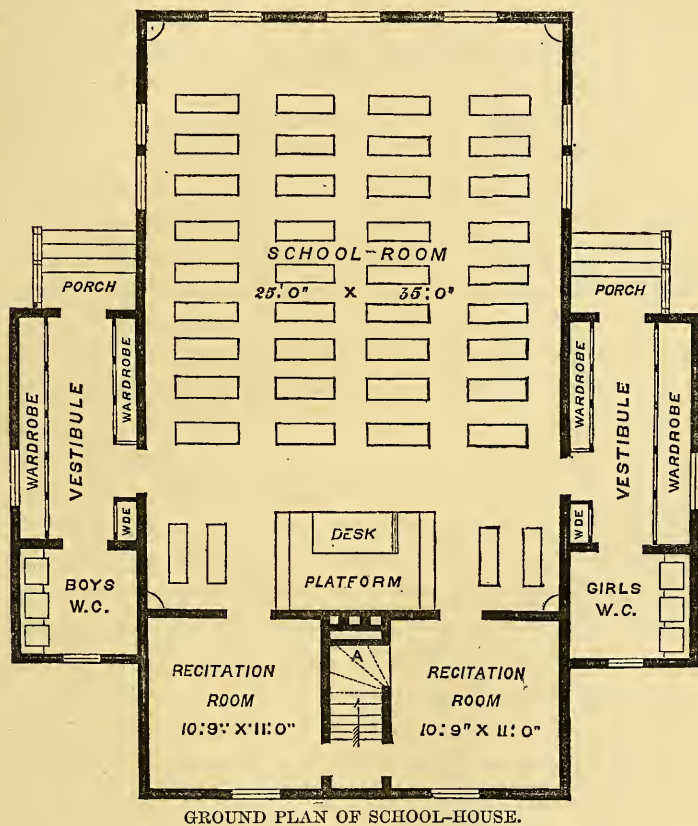 SCHOOL-ROOM
25'.0" X 35'.0"
PORCH
PORCH
WARDROBE
VESTIBULE
WARDROBE
WARDROBE
VESTIBULE
WARDROBE
WDE
WDE
DESK
PLATFORM
BOYS
W.C.
GIRLS
W.C.
A
RECITATION
ROOM
10'.9" X 11'.0"
RECITATION
ROOM
10'.9" X 11'.0"
GROUND PLAN OF SCHOOL-HOUSE.